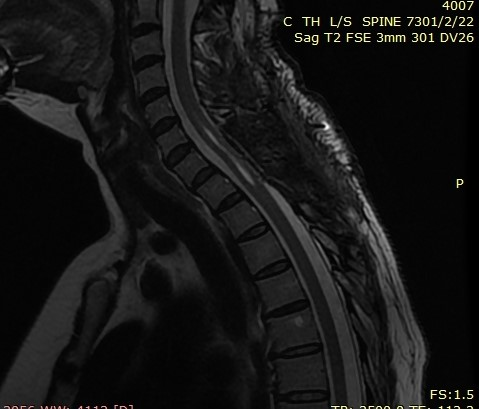 4007
C TH L/S SPINE 7301/2/22
Sag T2 FSE 3mm 301 DV26
P
FS:1.5